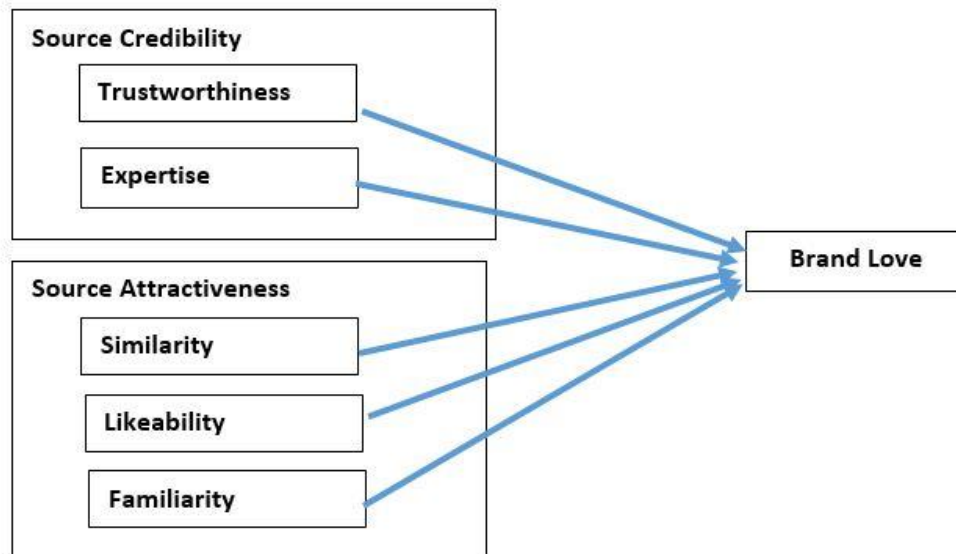 Source Credibility
Trustworthiness
Expertise
Brand Love
Source Attractiveness
Similarity
Likeability
Familiarity